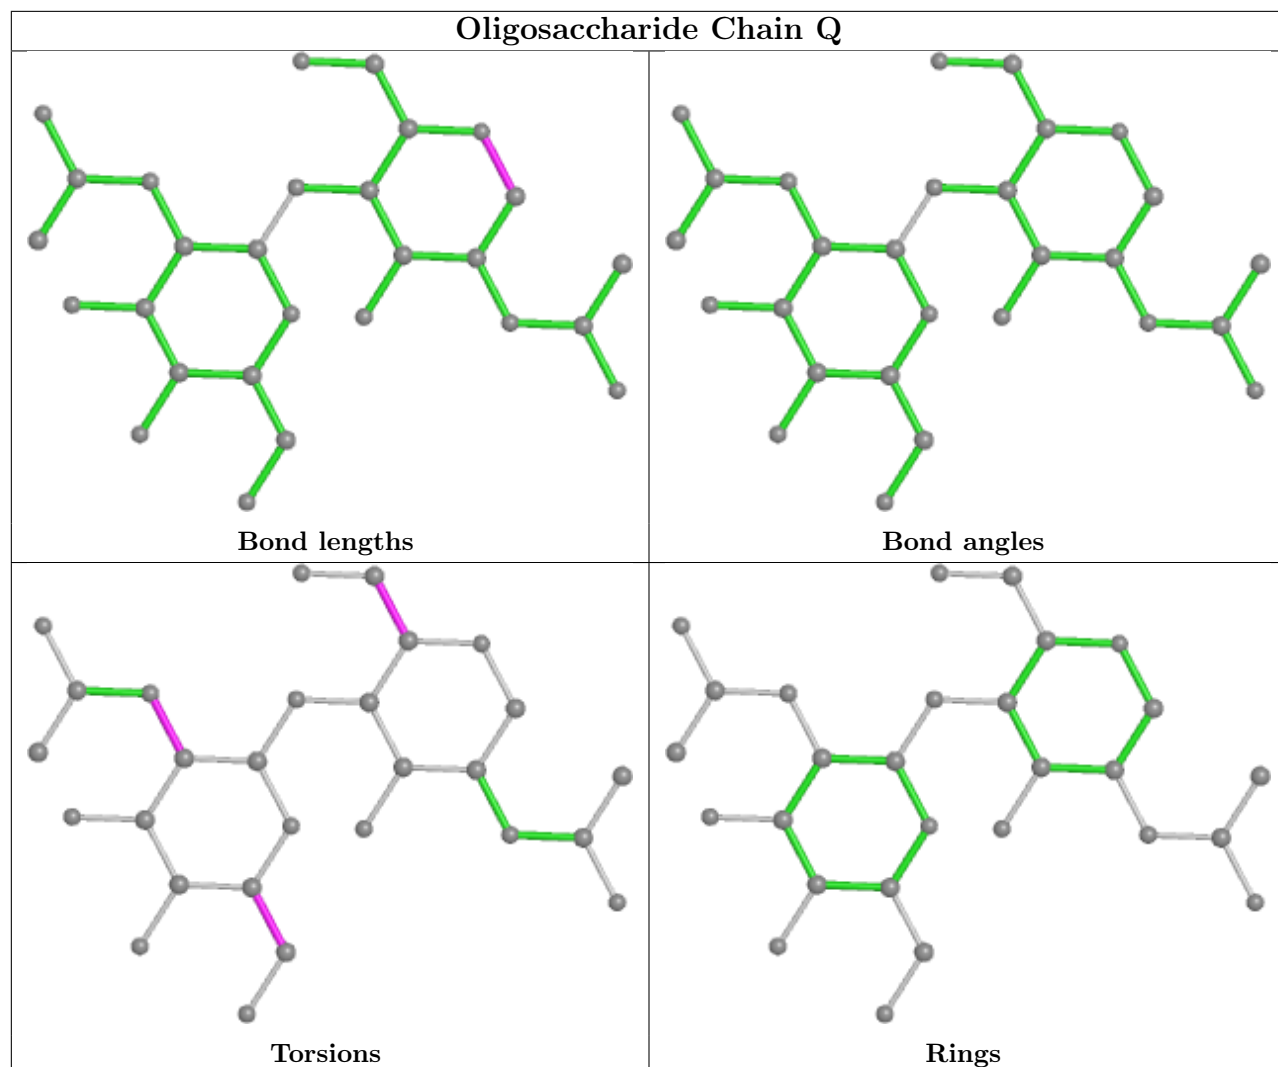 Oligosaccharide Chain Q
Bond lengths
Bond angles
Torsions
Rings